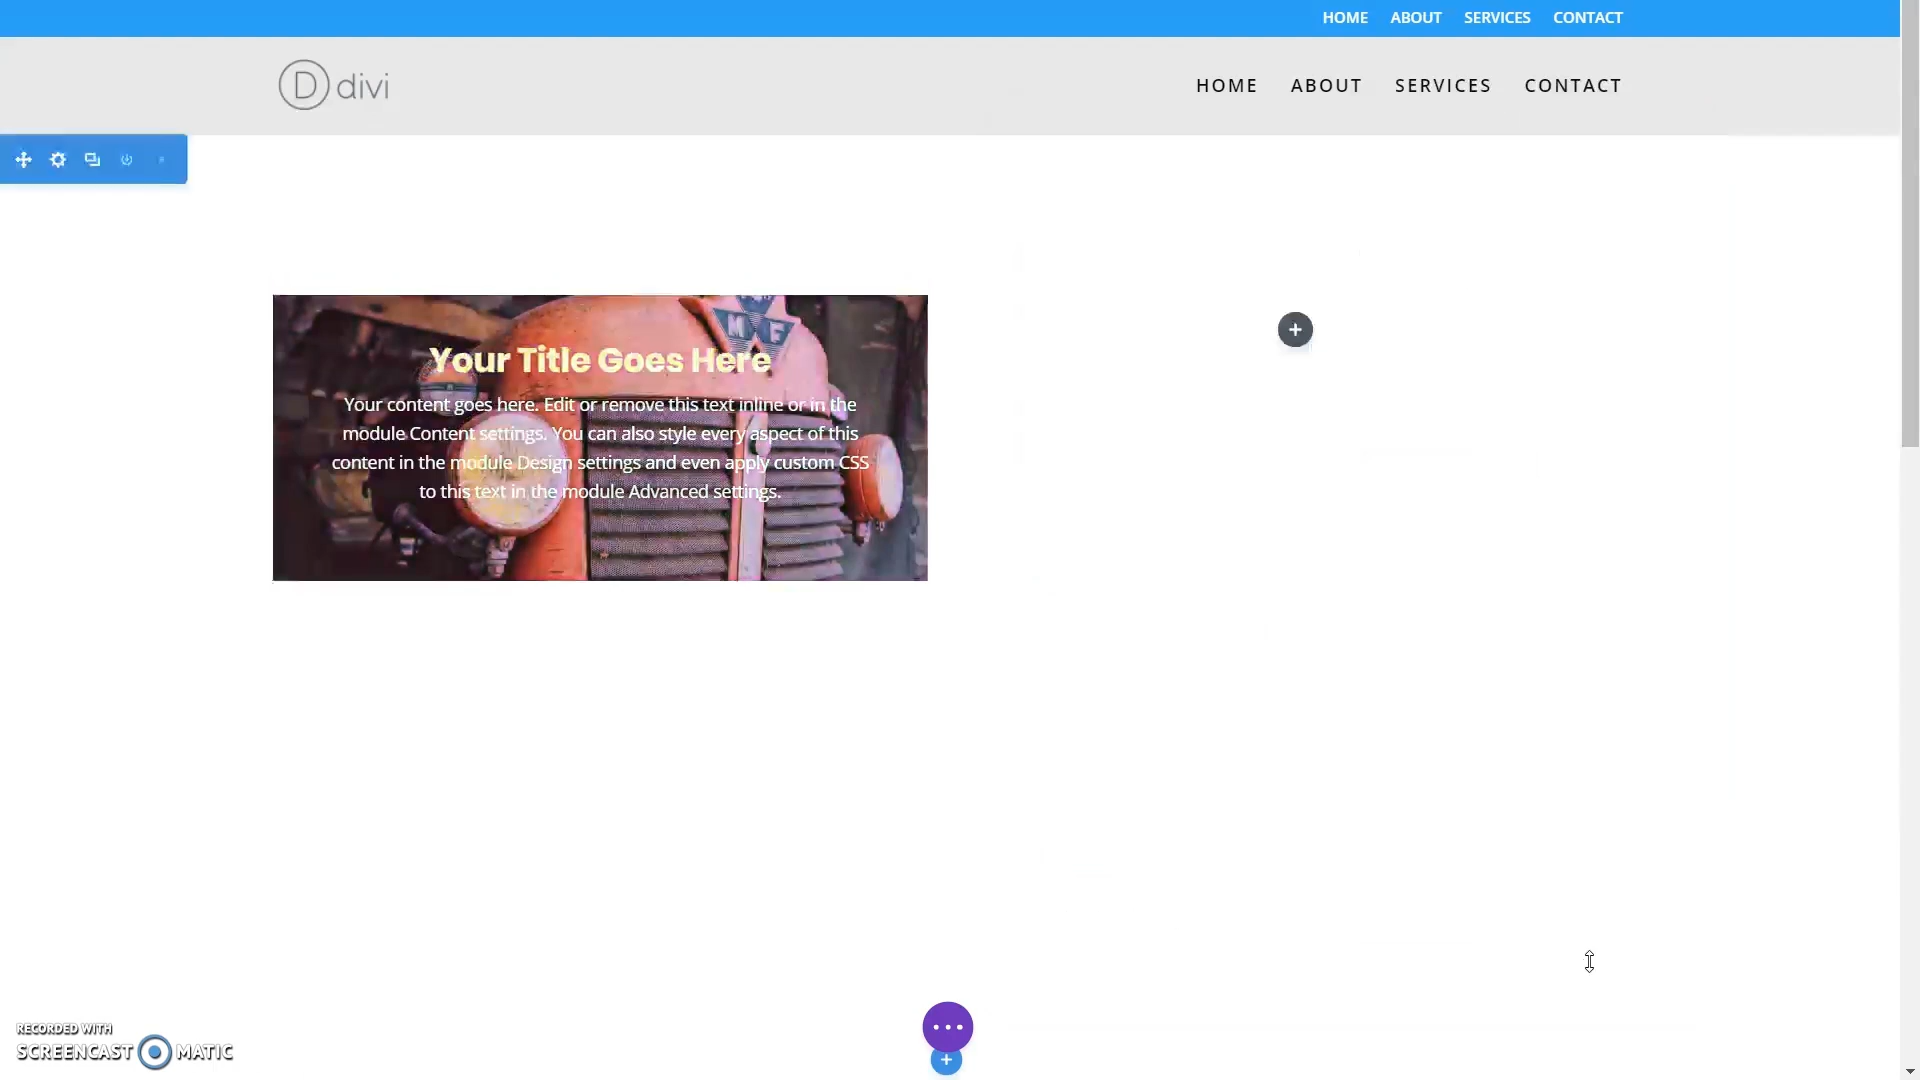 HOME ABOUT SERVICES CONTACT
D divi
HOME ABOUT SERVICES CONTACT
M F
Your Title Goes Here
Your content goes here. Edit or remove this text inline or in the
module Content settings. You can also style every aspect of this
content in the module Design settings and even apply custom CSS
to this text in the module Advanced settings.
RECORDED WITH
SCREENCAST MATIC